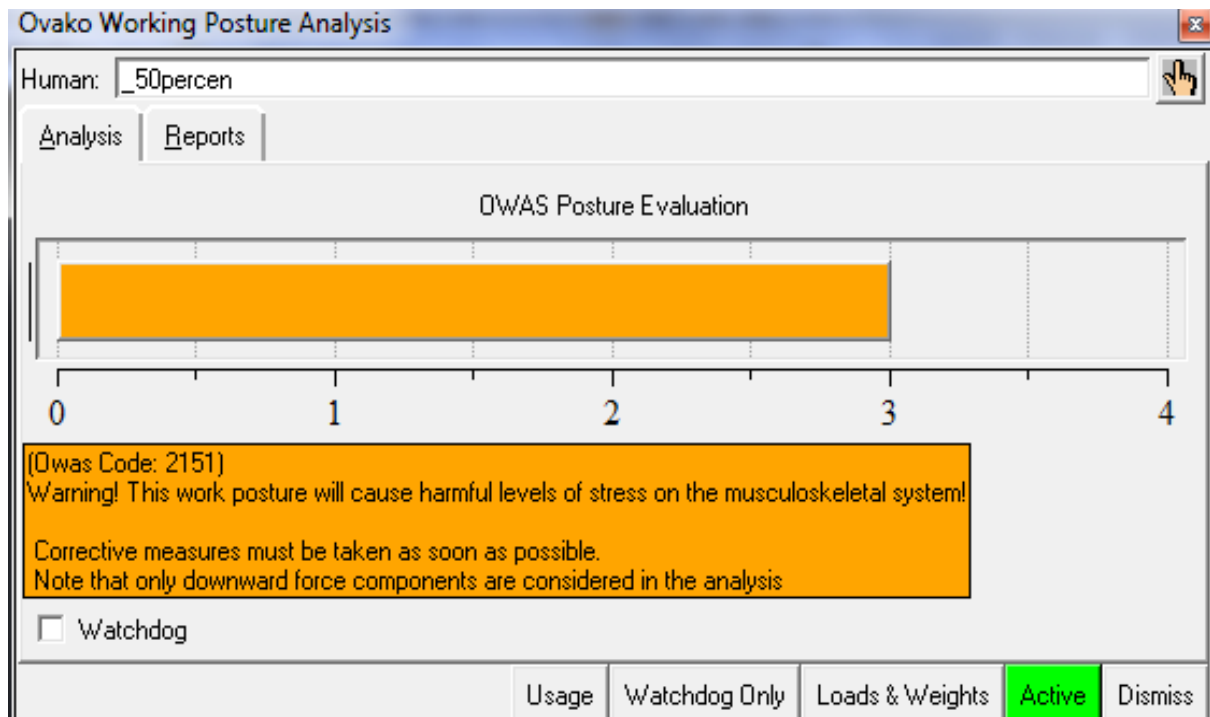 Ovako Working Posture Analysis
Human: _50percen
Analysis Reports
OWAS Posture Evaluation
0 1 2 3 4
(Owas Code: 2151)
Warning! This work posture will cause harmful levels of stress on the musculoskeletal system!
Corrective measures must be taken as soon as possible.
Note that only downward force components are considered in the analysis
Watchdog
Usage Watchdog Only Loads & Weights Active Dismiss